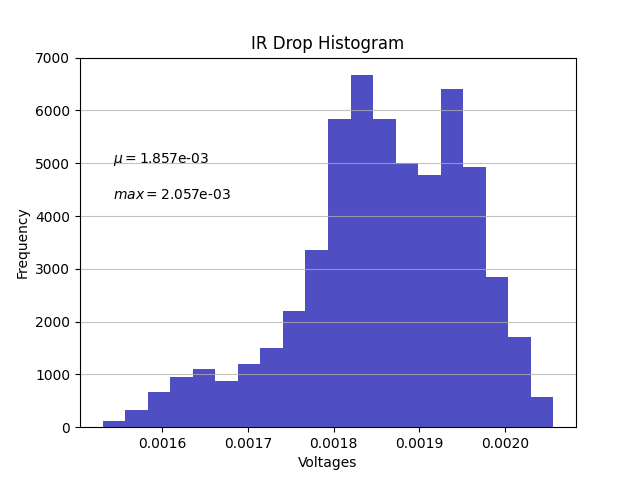 IR Drop Histogram
7000
6000
5000
4000
3000
2000
1000
0
Frequency
μ = 1.857e-03
max = 2.057e-03
0.0016 0.0017 0.0018 0.0019 0.0020
Voltages